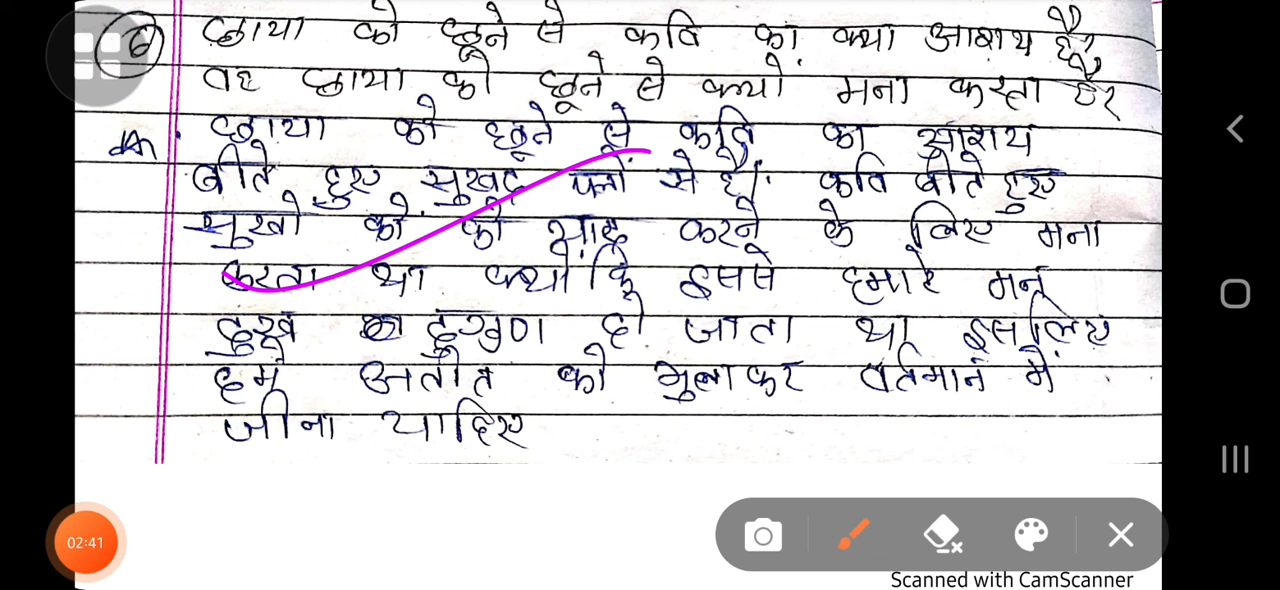 6 छाया को छूने से कवि का क्या आशय है?
वह छाया को छूने से क्यों मना करता है?
A. छाया को छूने से कवि का आशय
बीते हुए सुखद पलों से है। कवि बीते हुए
सुखो को को याद करने के लिए मना
करता था क्योंकि इससे हमारे मन
दुख दुगुण हो जाता था इसलिए
हमे अतीत को भुलाकर वर्तमान में
जीना चाहिए
02:41
Scanned with CamScanner